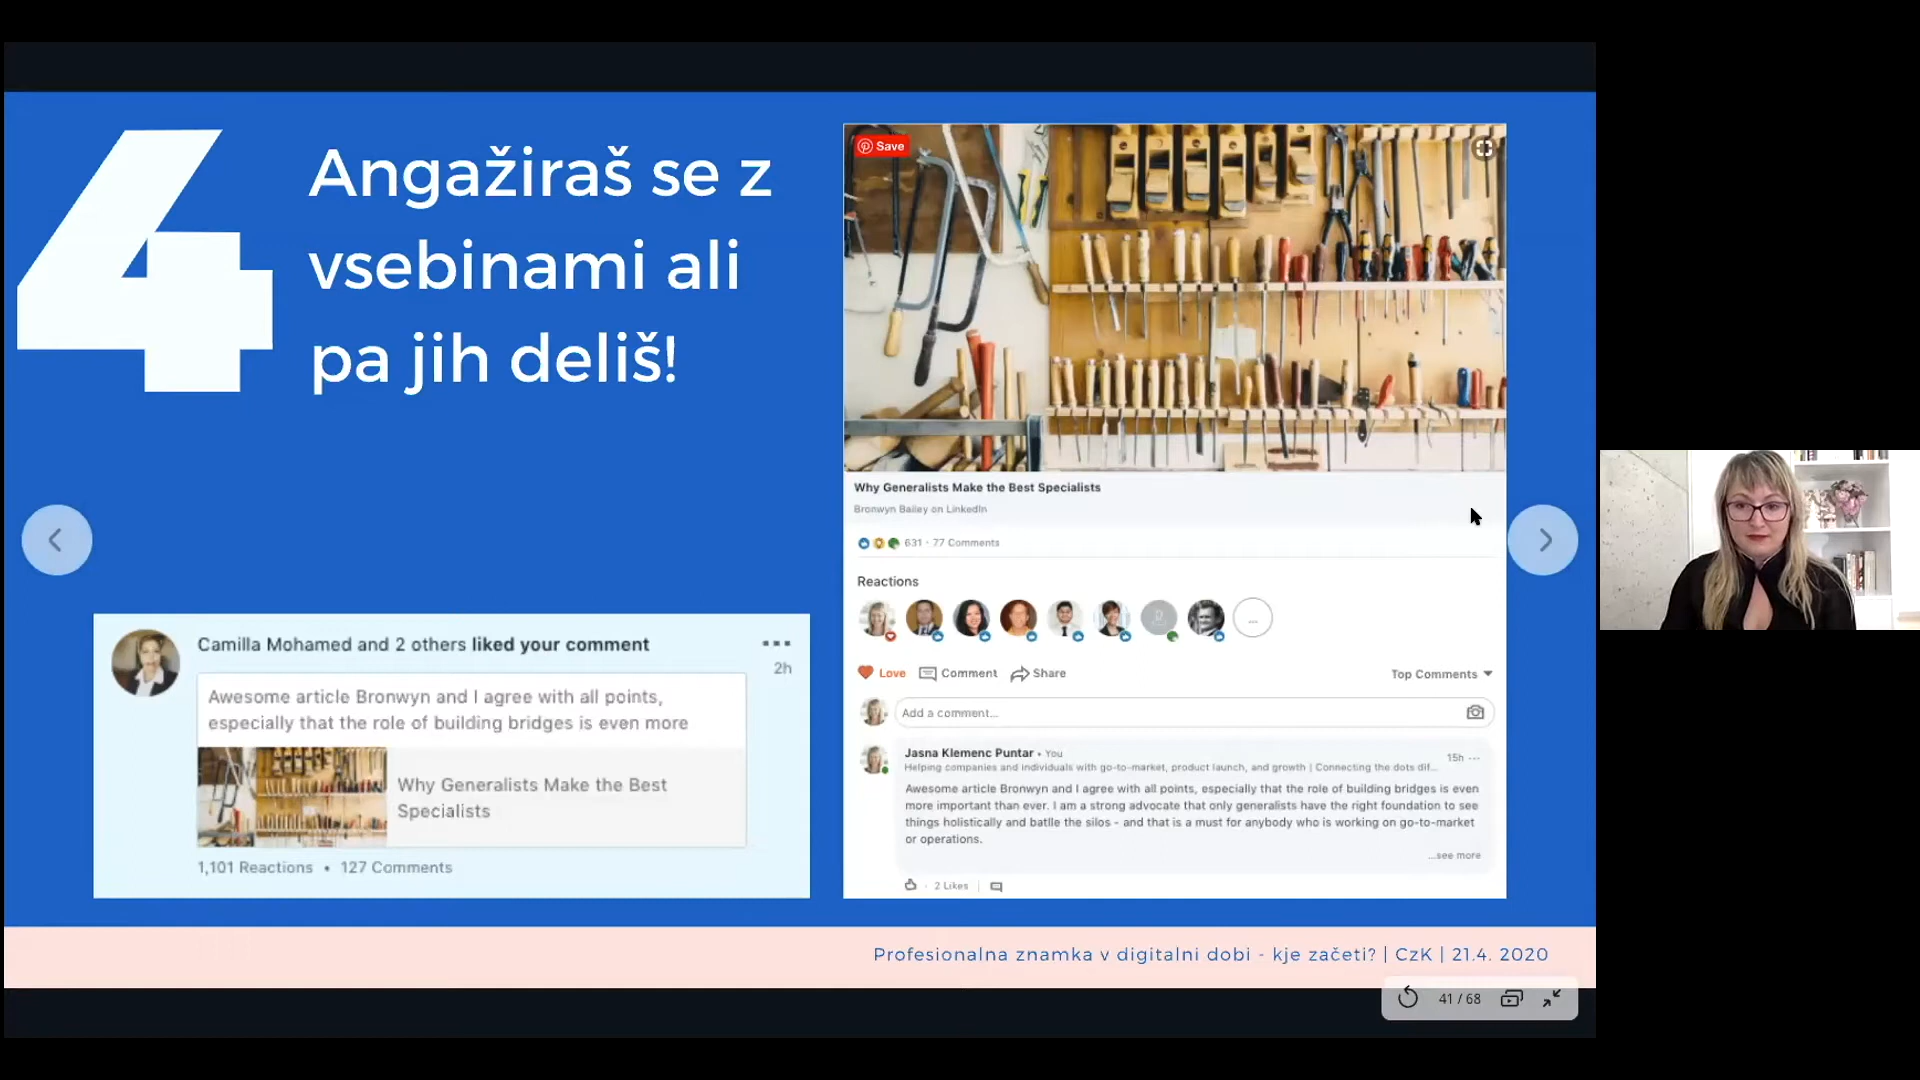 4
Angažiraš se z
vsebinami ali
pa jih deliš!
Camilla Mohamed and 2 others liked your comment
2h
Awesome article Bronwyn and I agree with all points,
especially that the role of building bridges is even more
Why Generalists Make the Best
Specialists
1,101 Reactions • 127 Comments
Save
Why Generalists Make the Best Specialists
Bronwyn Bailey on LinkedIn
631 · 77 Comments
Reactions
...
Love Comment Share Top Comments
Add a comment...
Jasna Klemenc Puntar • You
15h ...
Helping companies and individuals with go-to-market, product launch, and growth | Connecting the dots dif...
Awesome article Bronwyn and I agree with all points, especially that the role of building bridges is even
more important than ever. I am a strong advocate that only generalists have the right foundation to see
things holistically and batlle the silos - and that is a must for anybody who is working on go-to-market
or operations.
...see more
· 2 Likes
Profesionalna znamka v digitalni dobi - kje začeti? | CzK | 21.4. 2020
41 / 68